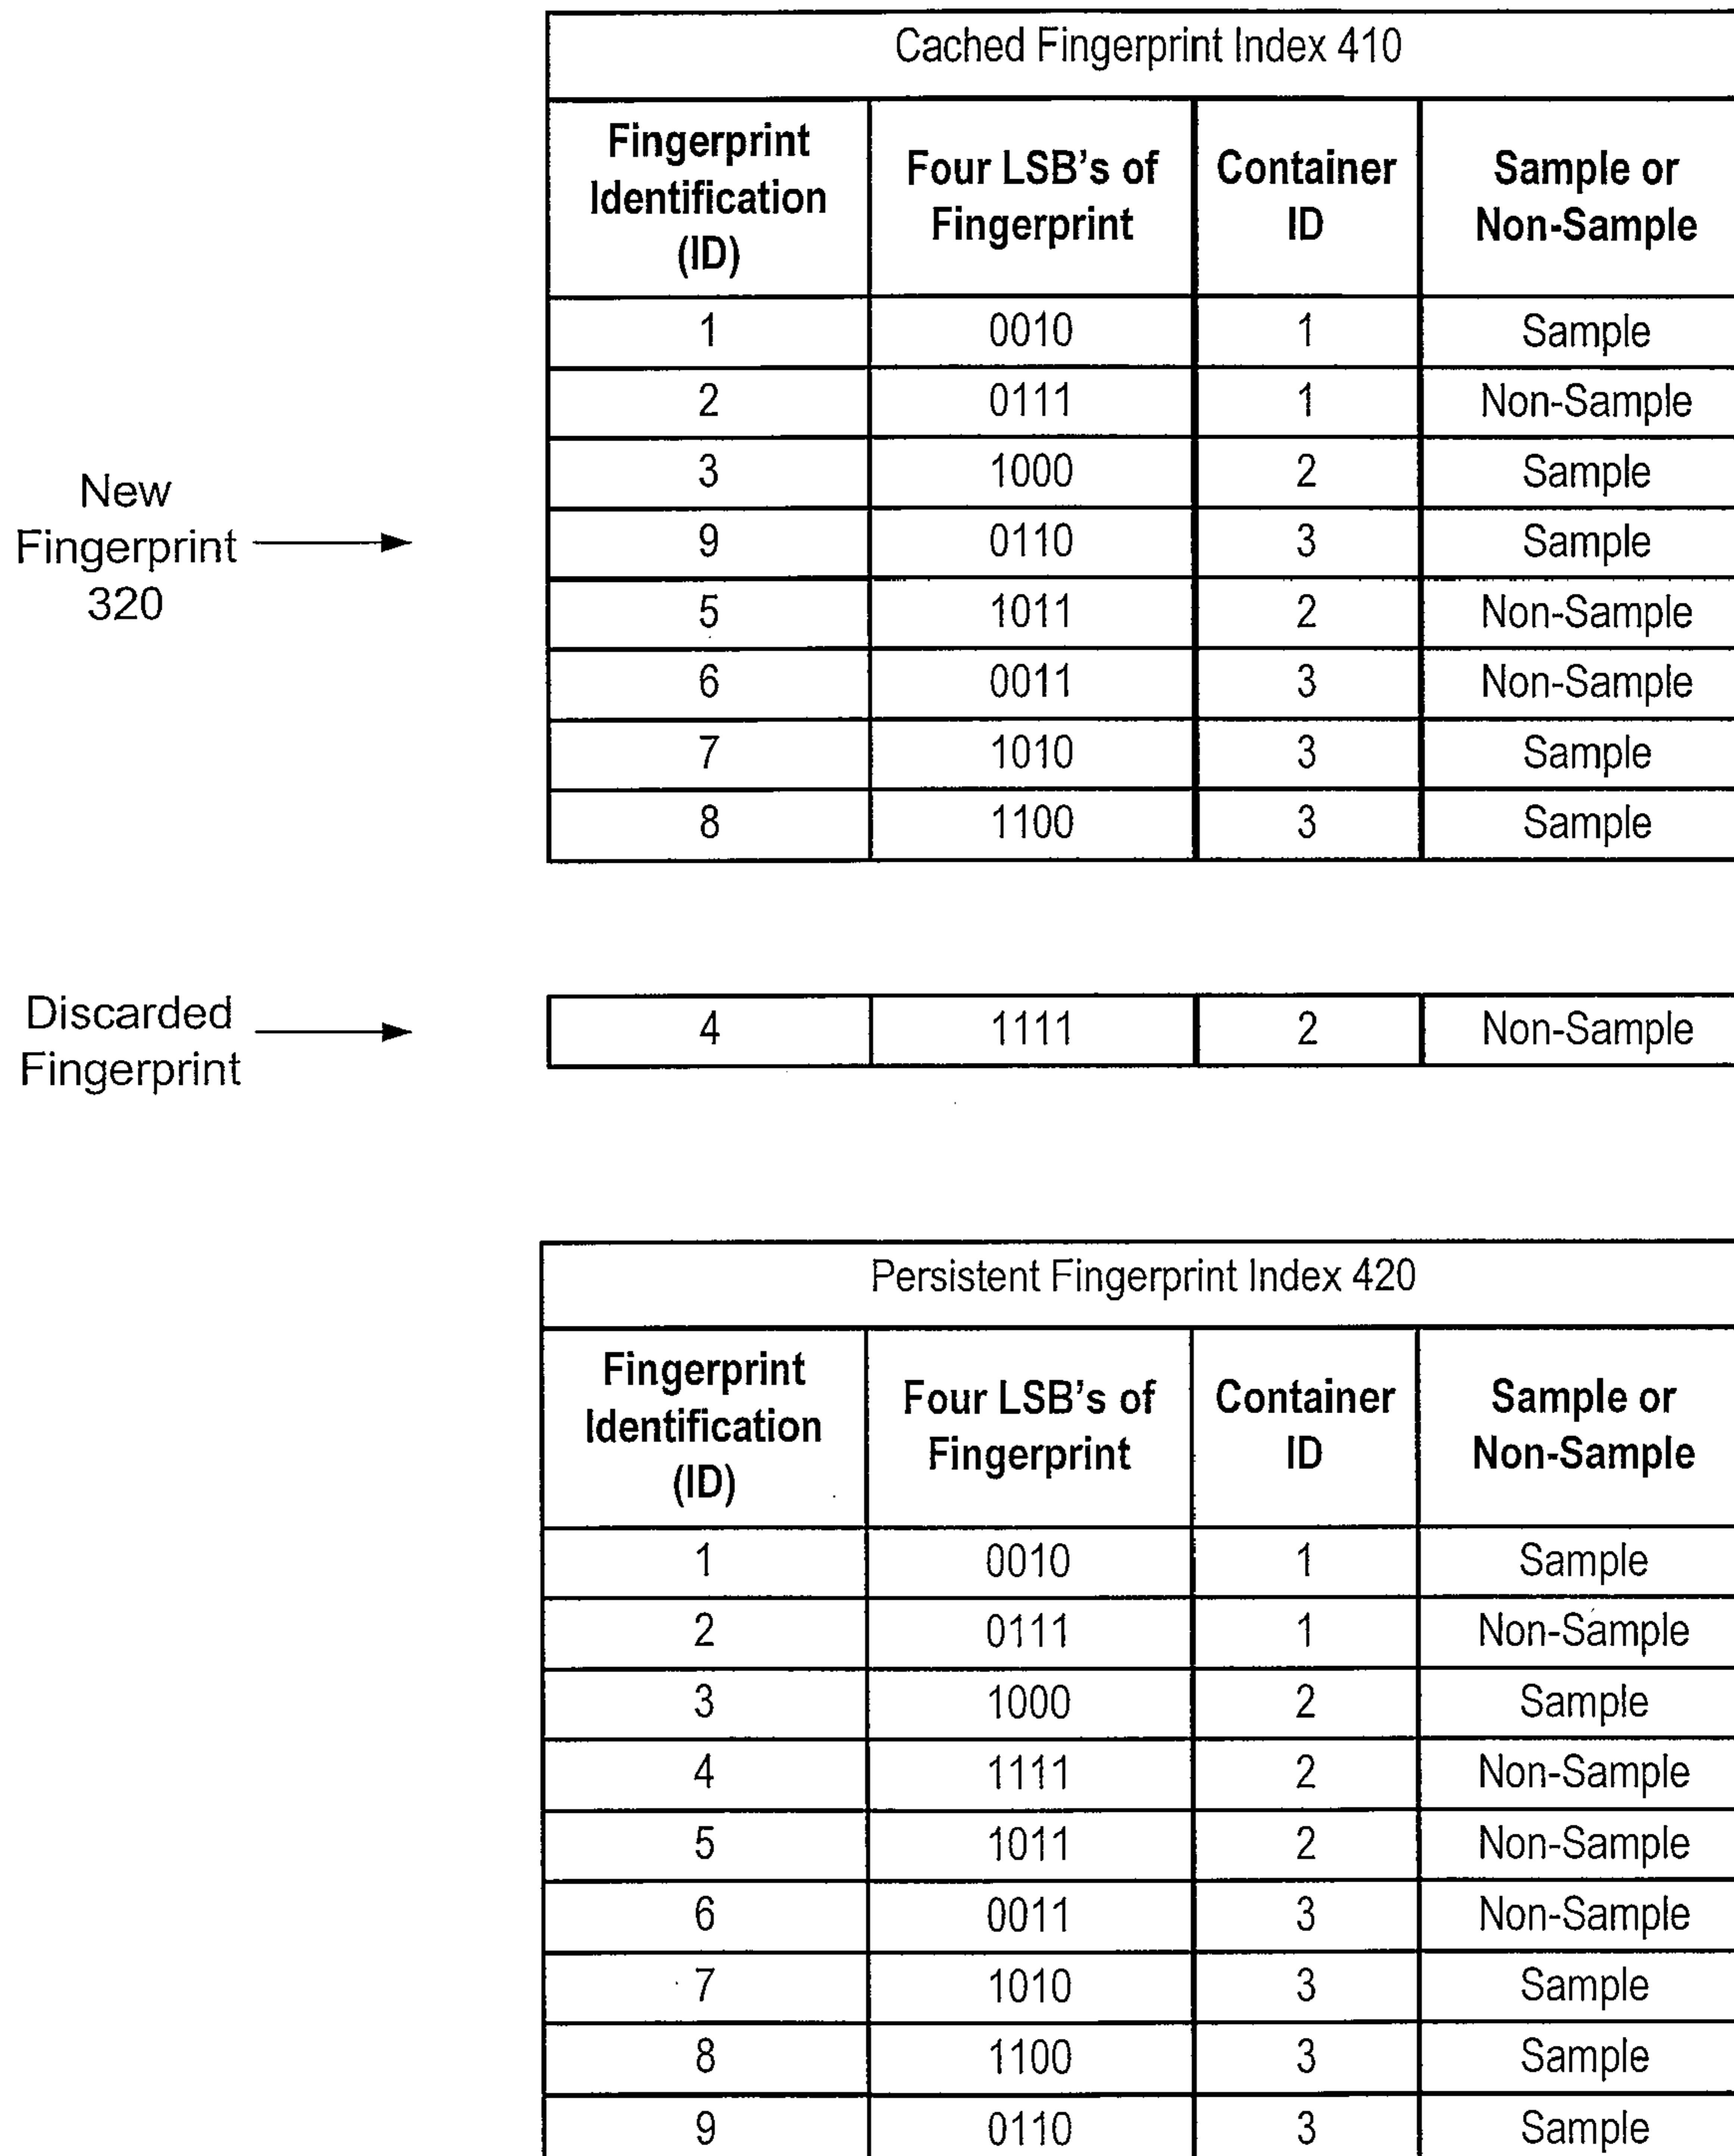 Cached Fingerprint Index 410
Fingerprint Identification (ID) Four LSB's of Fingerprint Container ID Sample or Non-Sample
1 0010 1 Sample
2 0111 1 Non-Sample
3 1000 2 Sample
New Fingerprint 320
9 0110 3 Sample
5 1011 2 Non-Sample
6 0011 3 Non-Sample
7 1010 3 Sample
8 1100 3 Sample
Discarded Fingerprint
4 1111 2 Non-Sample
Persistent Fingerprint Index 420
Fingerprint Identification (ID) Four LSB's of Fingerprint Container ID Sample or Non-Sample
1 0010 1 Sample
2 0111 1 Non-Sample
3 1000 2 Sample
4 1111 2 Non-Sample
5 1011 2 Non-Sample
6 0011 3 Non-Sample
7 1010 3 Sample
8 1100 3 Sample
9 0110 3 Sample